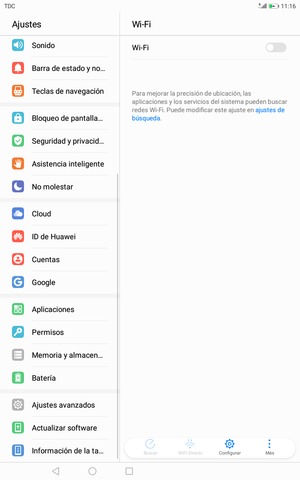 TDC
11:16
Ajustes
Sonido
Barra de estado y no...
Teclas de navegación
Bloqueo de pantalla...
Seguridad y privacid...
Asistencia inteligente
No molestar
Cloud
ID de Huawei
Cuentas
Google
Aplicaciones
Permisos
Memoria y almacen...
Batería
Ajustes avanzados
Actualizar software
Información de la ta...
Wi-Fi
Wi-Fi
Para mejorar la precisión de ubicación, las
aplicaciones y los servicios del sistema pueden buscar
redes Wi-Fi. Puede modificar este ajuste en ajustes de
búsqueda.
Buscar
WiFi Directo
Configurar
Más